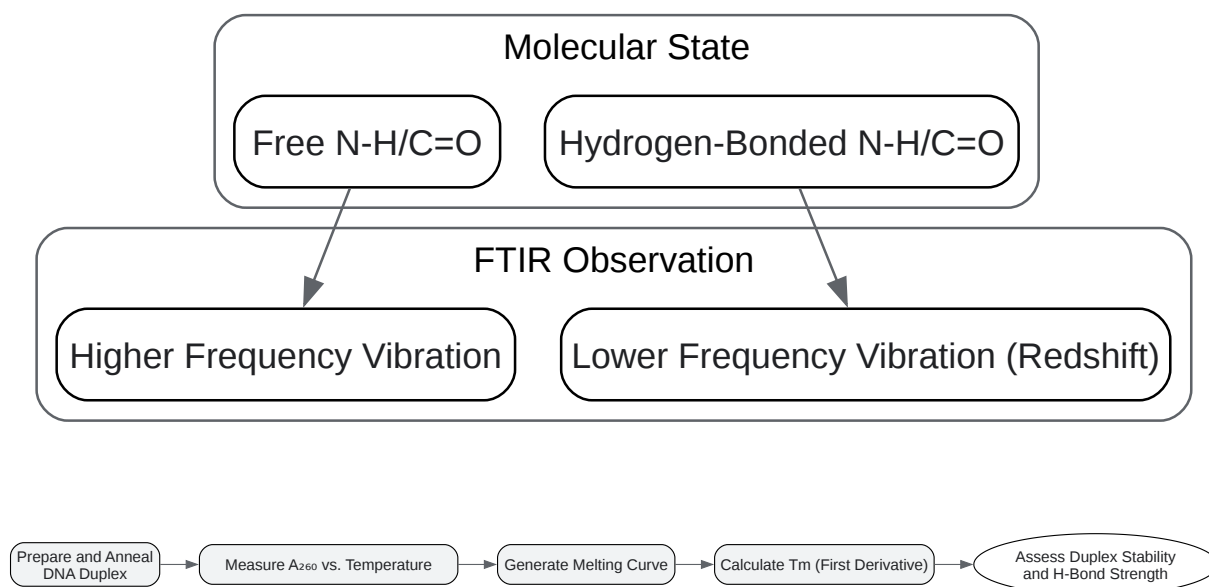 Molecular State
Free N-H/C=O
Hydrogen-Bonded N-H/C=O
FTIR Observation
Higher Frequency Vibration
Lower Frequency Vibration (Redshift)
Prepare and Anneal
DNA Duplex
Measure A₂₆₀ vs. Temperature
Generate Melting Curve
Calculate Tm (First Derivative)
Assess Duplex Stability
and H-Bond Strength